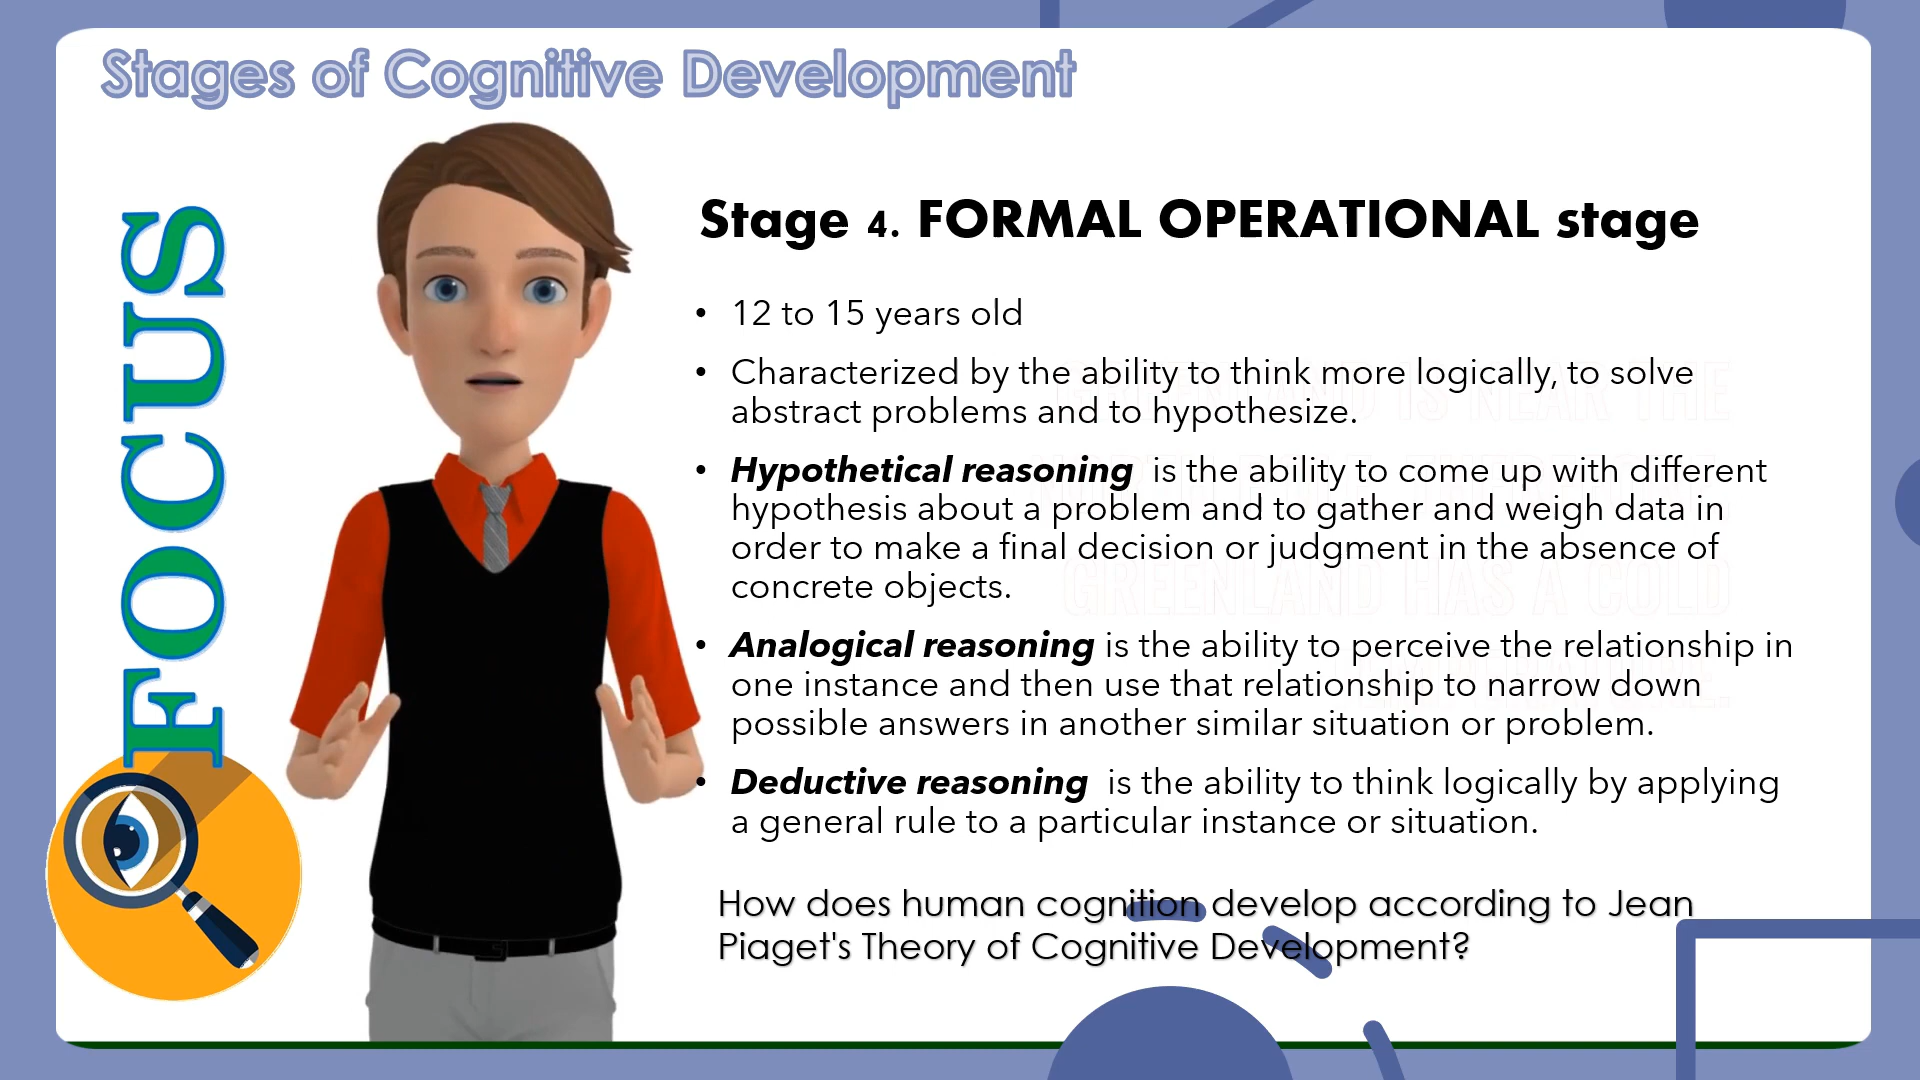 Stages of Cognitive Development
FOCUS
Stage 4. FORMAL OPERATIONAL stage
• 12 to 15 years old
• Characterized by the ability to think more logically, to solve
abstract problems and to hypothesize.
• Hypothetical reasoning is the ability to come up with different
hypothesis about a problem and to gather and weigh data in
order to make a final decision or judgment in the absence of
concrete objects.
• Analogical reasoning is the ability to perceive the relationship in
one instance and then use that relationship to narrow down
possible answers in another similar situation or problem.
• Deductive reasoning is the ability to think logically by applying
a general rule to a particular instance or situation.
How does human cognition develop according to Jean
Piaget's Theory of Cognitive Development?
IS NEAR THE
GREENLAND HAS A COLD